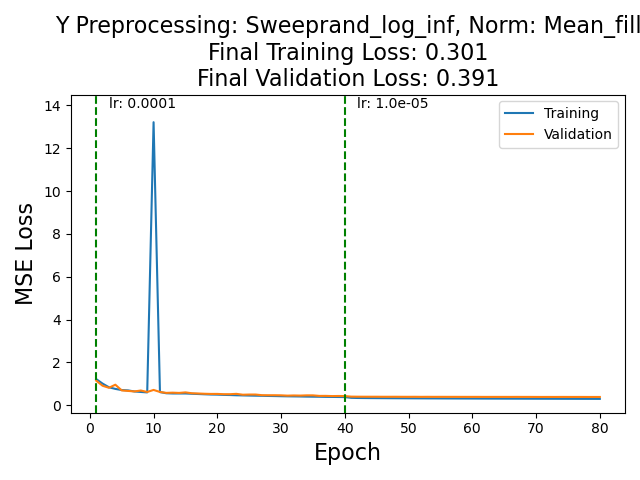 Y Preprocessing: Sweeprand_log_inf, Norm: Mean_fill
Final Training Loss: 0.301
Final Validation Loss: 0.391
lr: 0.0001
lr: 1.0e-05
Training
Validation
MSE Loss
14
12
10
8
6
4
2
0
0 10 20 30 40 50 60 70 80
Epoch